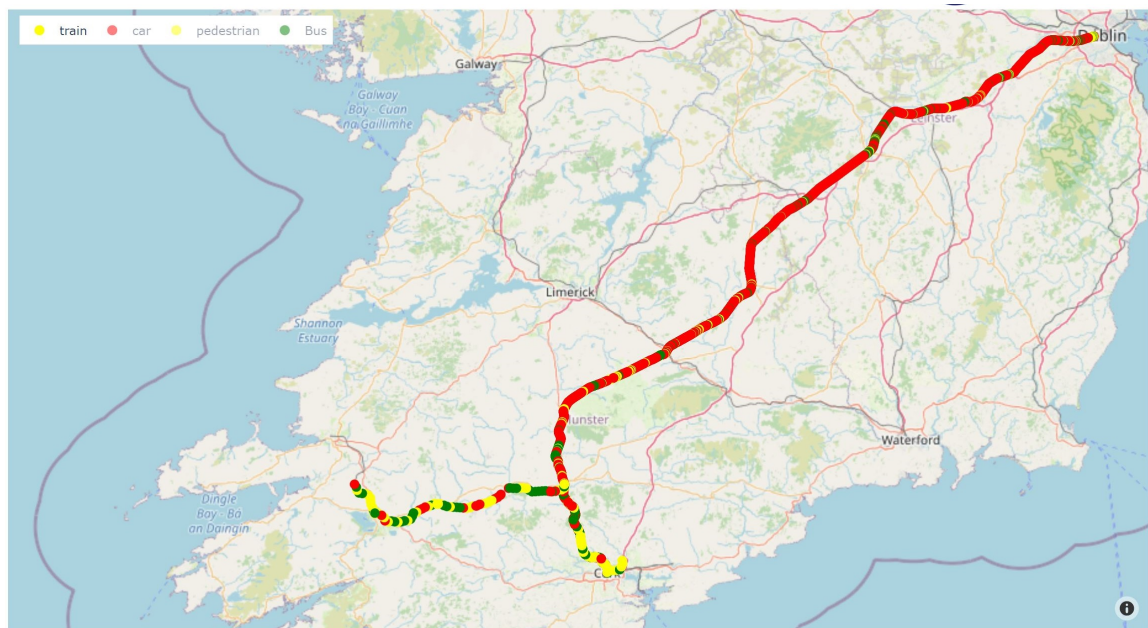 train car pedestrian Bus
Dublin
Galway
Galway
Bay - Cuan
na Gaillimhe
Leinster
Limerick
Shannon
Estuary
Munster
Waterford
Dingle
Bay - Bá
an Daingin
Cork